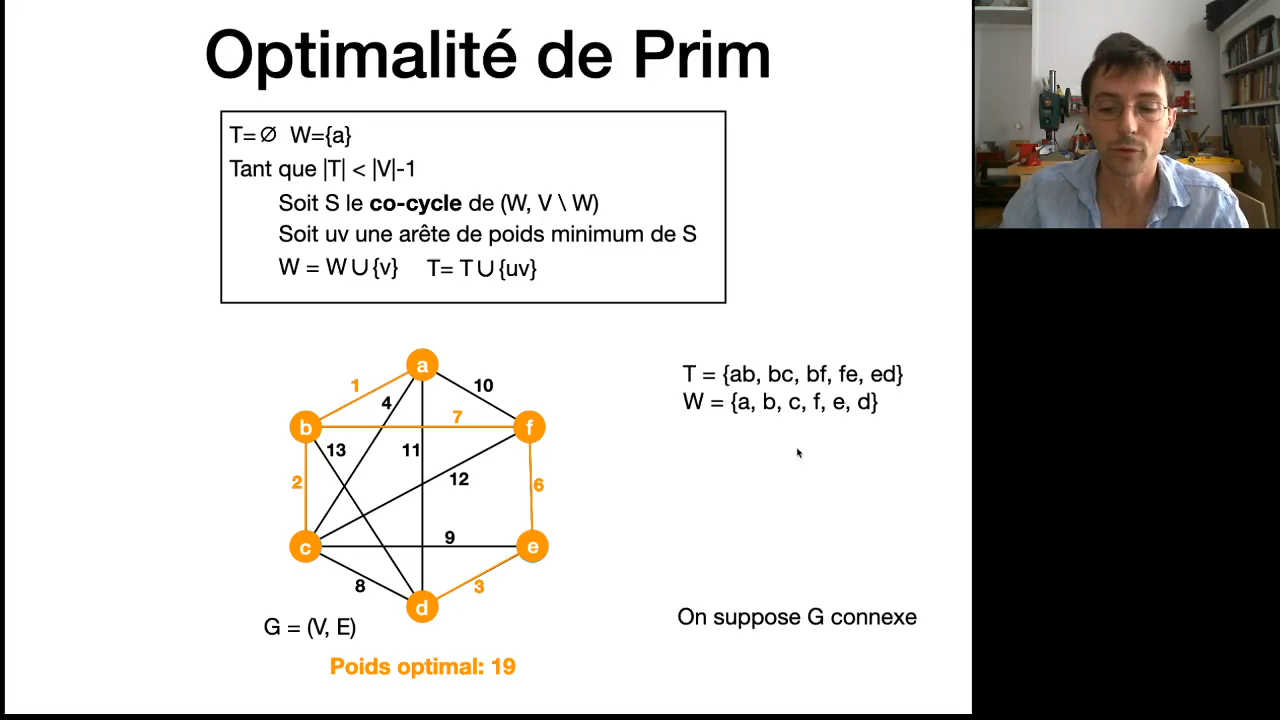 Optimalité de Prim
T=∅ W={a}
Tant que |T| < |V|-1
Soit S le co-cycle de (W, V \ W)
Soit uv une arête de poids minimum de S
W = W∪{v} T= T∪{uv}
a
1
10
4
7
b
f
13
11
12
2
6
9
c
e
8
3
d
G = (V, E)
Poids optimal: 19
T = {ab, bc, bf, fe, ed}
W = {a, b, c, f, e, d}
On suppose G connexe